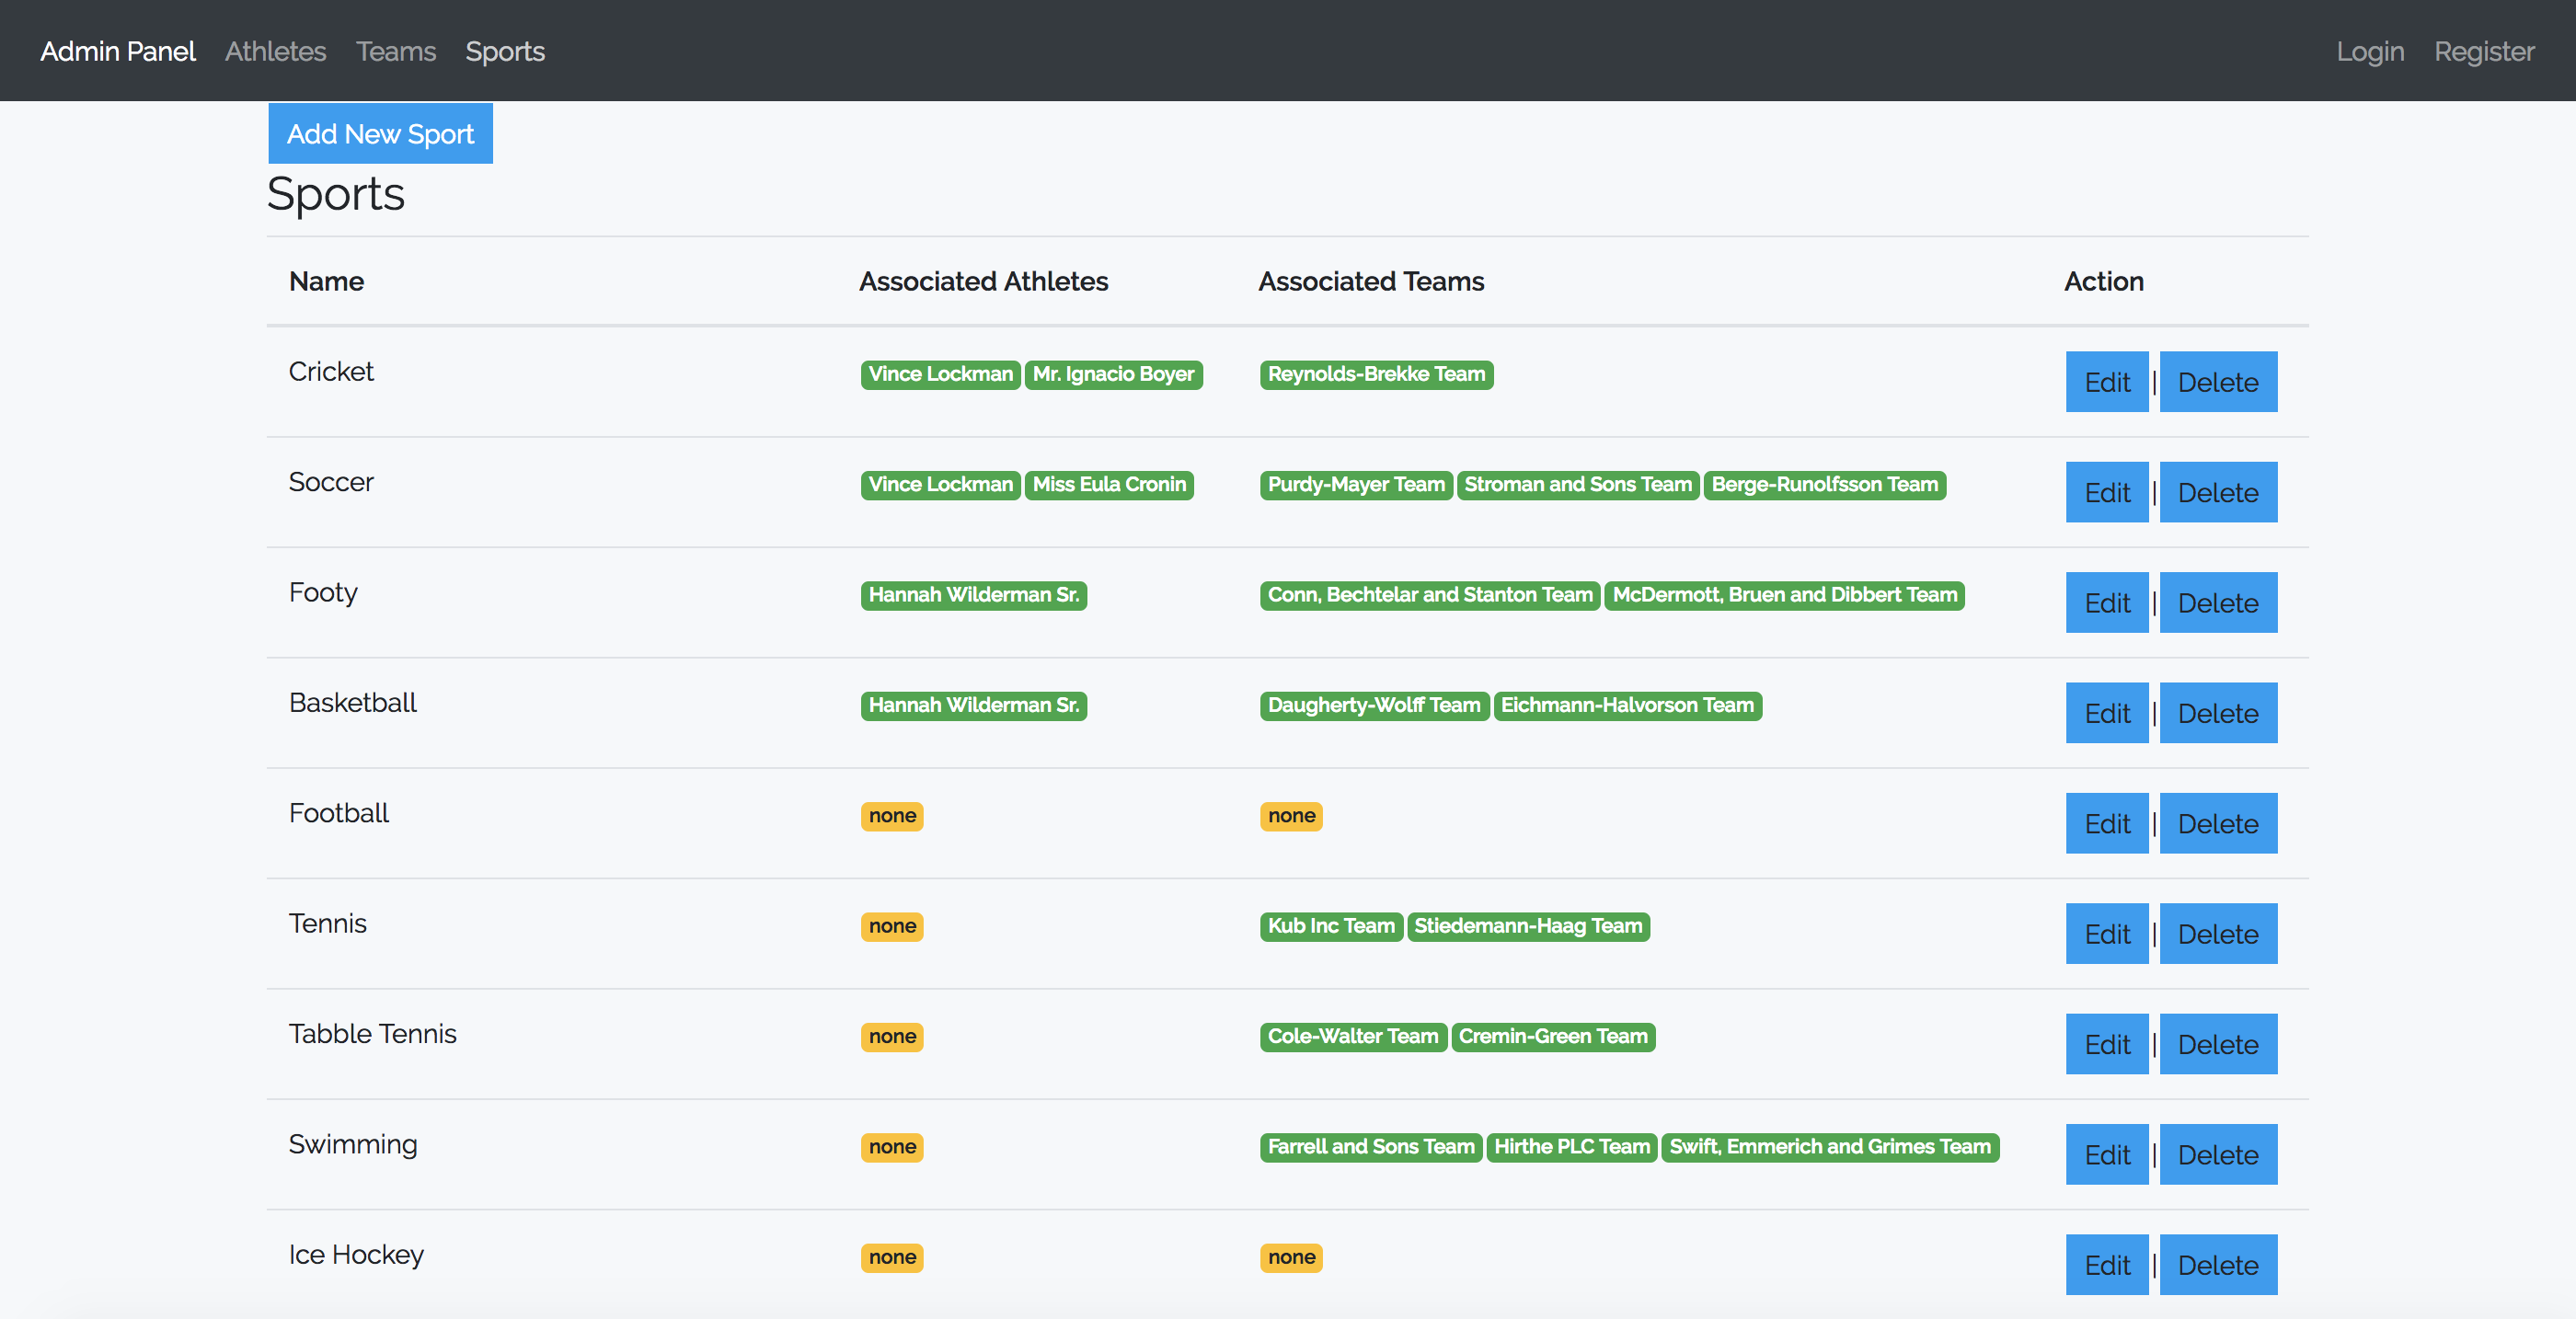 Admin Panel Athletes Teams Sports Login Register
Add New Sport
Sports
Name Associated Athletes Associated Teams Action
Cricket Vince Lockman Mr. Ignacio Boyer Reynolds-Brekke Team Edit | Delete
Soccer Vince Lockman Miss Eula Cronin Purdy-Mayer Team Stroman and Sons Team Berge-Runolfsson Team Edit | Delete
Footy Hannah Wilderman Sr. Conn, Bechtelar and Stanton Team McDermott, Bruen and Dibbert Team Edit | Delete
Basketball Hannah Wilderman Sr. Daugherty-Wolff Team Eichmann-Halvorson Team Edit | Delete
Football none none Edit | Delete
Tennis none Kub Inc Team Stiedemann-Haag Team Edit | Delete
Tabble Tennis none Cole-Walter Team Cremin-Green Team Edit | Delete
Swimming none Farrell and Sons Team Hirthe PLC Team Swift, Emmerich and Grimes Team Edit | Delete
Ice Hockey none none Edit | Delete